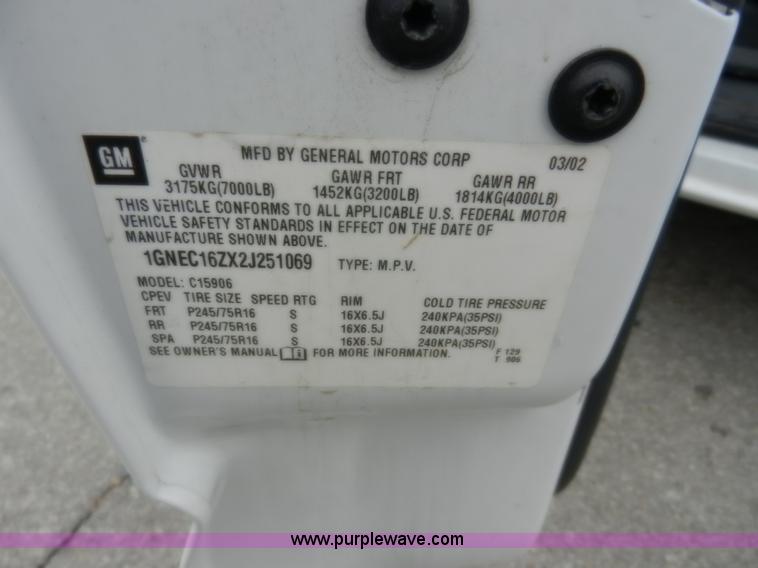 GM
MFD BY GENERAL MOTORS CORP 03/02
GVWR GAWR FRT GAWR RR
3175KG(7000LB) 1452KG(3200LB) 1814KG(4000LB)
THIS VEHICLE CONFORMS TO ALL APPLICABLE U.S. FEDERAL MOTOR
VEHICLE SAFETY STANDARDS IN EFFECT ON THE DATE OF
MANUFACTURE SHOWN ABOVE.
1GNEC16ZX2J251069 TYPE: M.P.V.
MODEL: C15906
CPEV TIRE SIZE SPEED RTG RIM COLD TIRE PRESSURE
FRT P245/75R16 S 16X6.5J 240KPA(35PSI)
RR P245/75R16 S 16X6.5J 240KPA(35PSI)
SPA P245/75R16 S 16X6.5J 240KPA(35PSI)
SEE OWNER'S MANUAL FOR MORE INFORMATION. F 129
T 906
www.purplewave.com